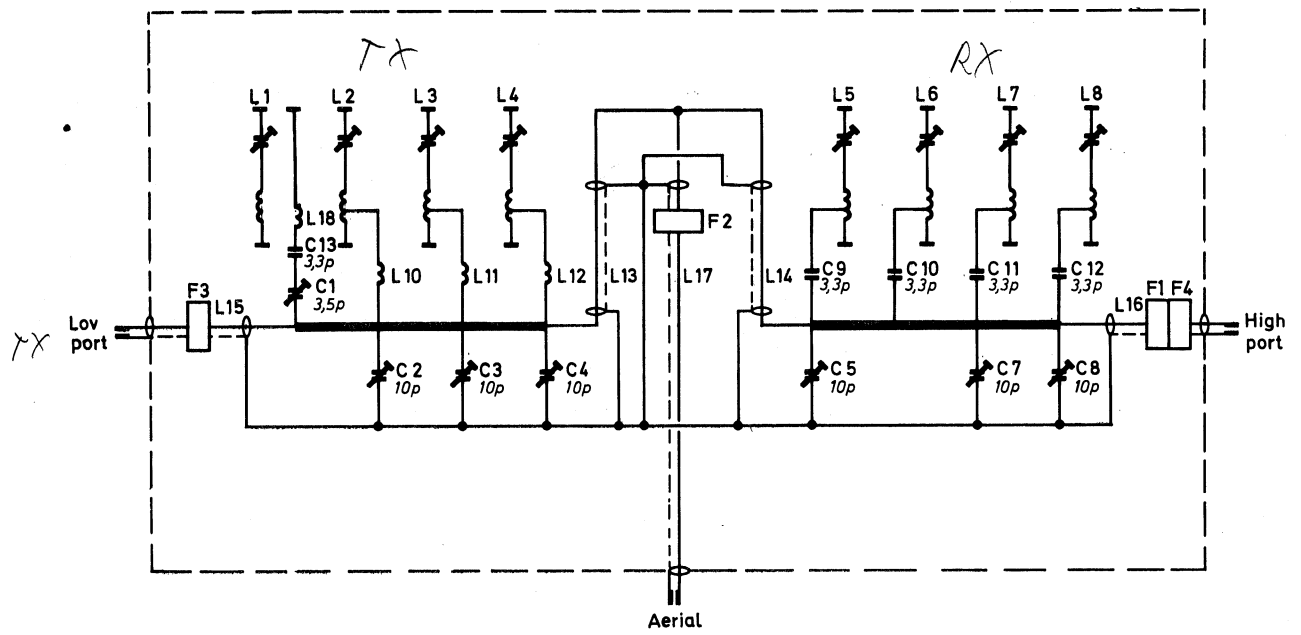 TX
RX
L1
L2
L3
L4
L5
L6
L7
L8
L18
C13
3,3p
C1
3,5p
L10
L11
L12
L13
F2
L17
L14
C9
3,3p
C10
3,3p
C11
3,3p
C12
3,3p
TX
Lov
port
F3
L15
L16
F1
F4
High
port
C2
10p
C3
10p
C4
10p
C5
10p
C7
10p
C8
10p
Aerial